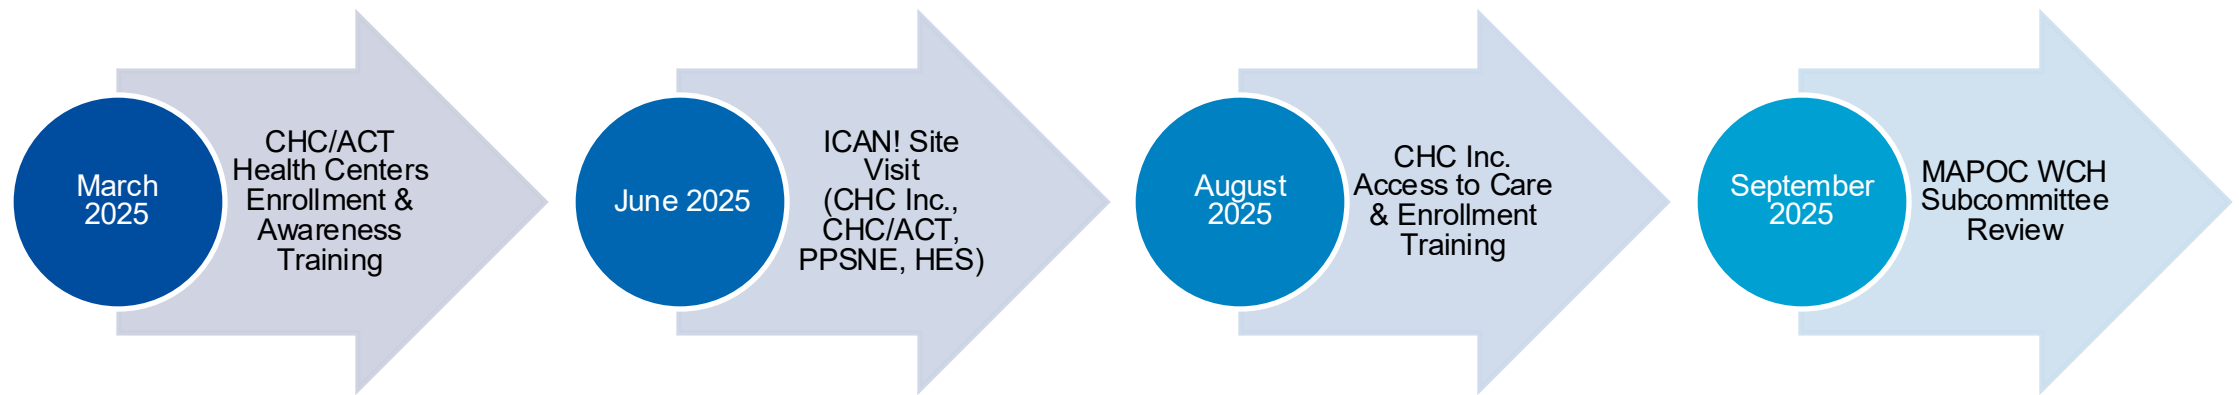 March
2025
CHC/ACT
Health Centers
Enrollment &
Awareness
Training
June 2025
ICAN! Site
Visit
(CHC Inc.,
CHC/ACT,
PPSNE, HES)
August
2025
CHC Inc.
Access to Care
& Enrollment
Training
September
2025
MAPOC WCH
Subcommittee
Review